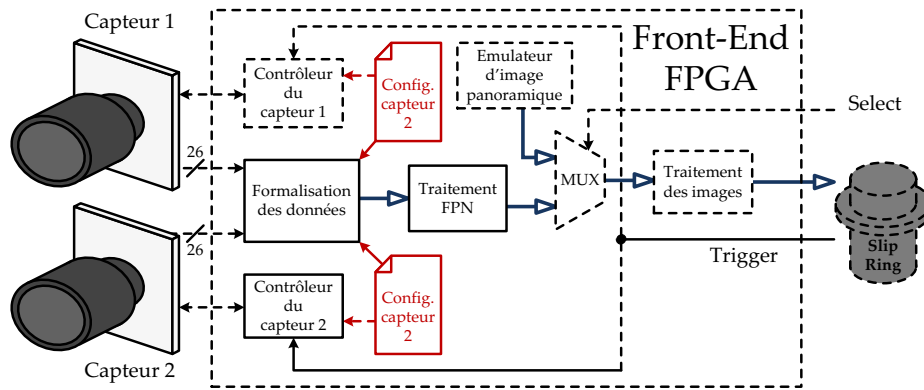 Capteur 1
Front-End
FPGA
Contrôleur
du
capteur 1
Config.
capteur
2
Emulateur
d'image
panoramique
Select
26
Formalisation
des données
Traitement
FPN
MUX
Traitement
des images
26
Trigger
Slip
Ring
Contrôleur
du
capteur 2
Config.
capteur
2
Capteur 2